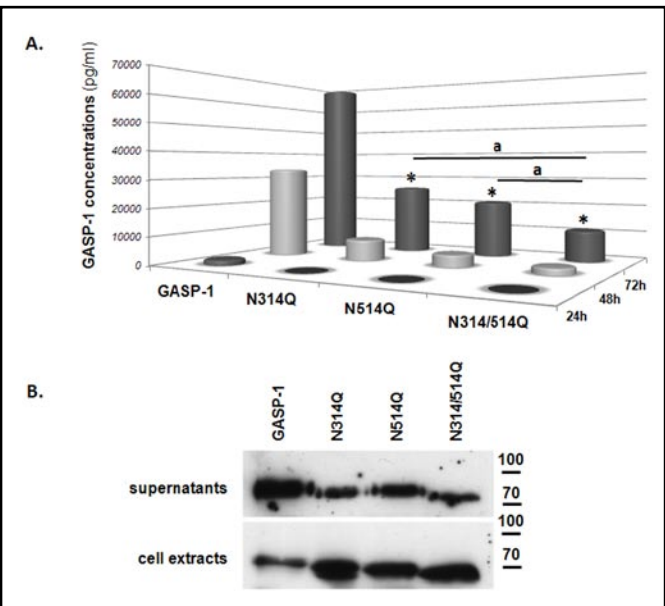 A.
GASP-1 concentrations (pg/ml)
70000
60000
50000
40000
30000
20000
10000
0
a
a
*
*
*
GASP-1
N314Q
N514Q
N314/514Q
24h
48h
72h
B.
GASP-1
N314Q
N514Q
N314/514Q
supernatants
100
70
cell extracts
100
70